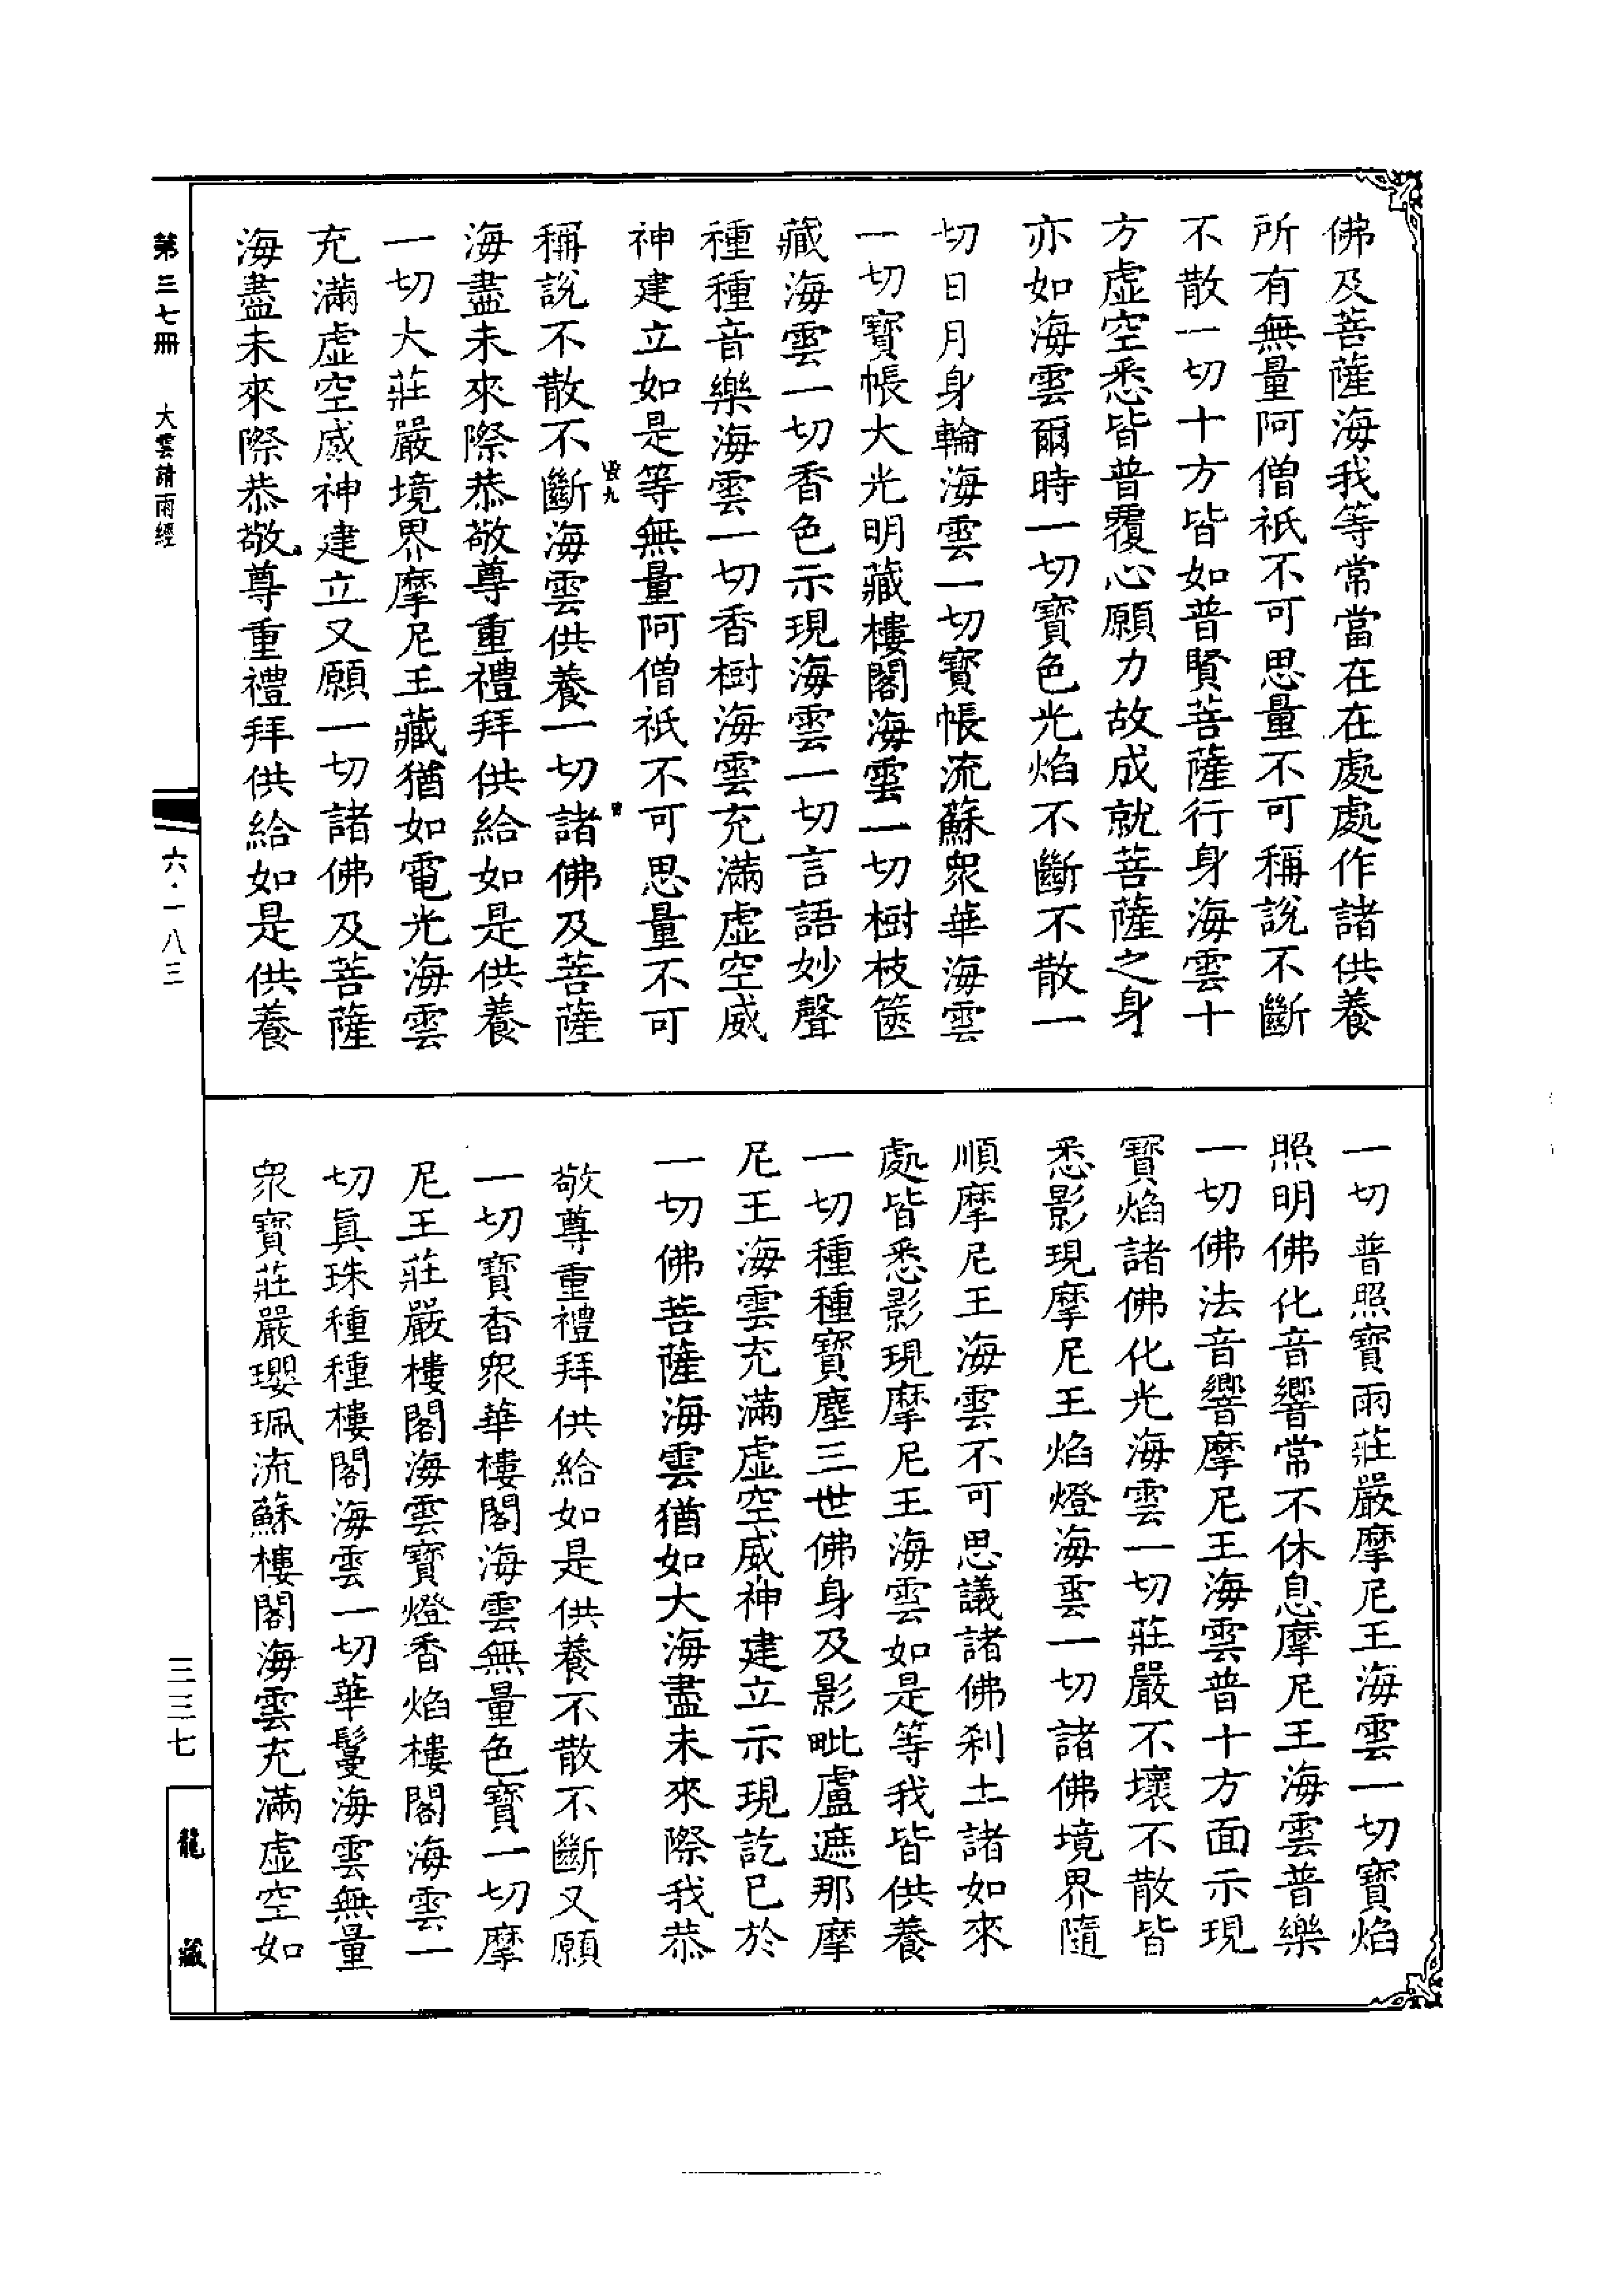 佛及菩薩海我等常當在在處處作諸供養
所有無量阿僧祇不可思量不可稱說不斷
不散一切十方皆如普賢菩薩行身海雲十
方虛空悉皆普覆心願力故成就菩薩之身
亦如海雲爾時一切寶色光焰不斷不散一
切日月身輪海雲一切寶帳流蘇眾華海雲
一切寶帳大光明藏樓閣海雲一切樹枝篋
藏海雲一切香色示現海雲一切言語妙聲
種種音樂海雲一切香樹海雲充滿虛空威
神建立如是等無量阿僧祇不可思量不可
稱說不散不斷海雲供養一切諸佛及菩薩
海盡未來際恭敬尊重禮拜供給如是供養
一切大莊嚴境界摩尼王藏猶如電光海雲
充滿虛空威神建立又願一切諸佛及菩薩
海盡未來際恭敬尊重禮拜供給如是供養
第三七冊 大雲請雨經
六·一八三
一切普照寶雨莊嚴摩尼王海雲一切寶焰
照明佛化音響常不休息摩尼王海雲普樂
一切佛法音響摩尼王海雲普十方面示現
寶焰諸佛化光海雲一切莊嚴不壞不散皆
悉影現摩尼王焰燈海雲一切諸佛境界隨
順摩尼王海雲不可思議諸佛剎土諸如來
處皆悉影現摩尼王海雲如是等我皆供養
一切種種寶塵三世佛身及影毗盧遮那摩
尼王海雲充滿虛空威神建立示現訖已於
一切佛菩薩海雲猶如大海盡未來際我恭
敬尊重禮拜供給如是供養不散不斷又願
一切寶香眾華樓閣海雲無量色寶一切摩
尼王莊嚴樓閣海雲寶燈香焰樓閣海雲一
切真珠種種樓閣海雲一切華鬘海雲無量
眾寶莊嚴瓔珮流蘇樓閣海雲充滿虛空如
三三七
龍藏